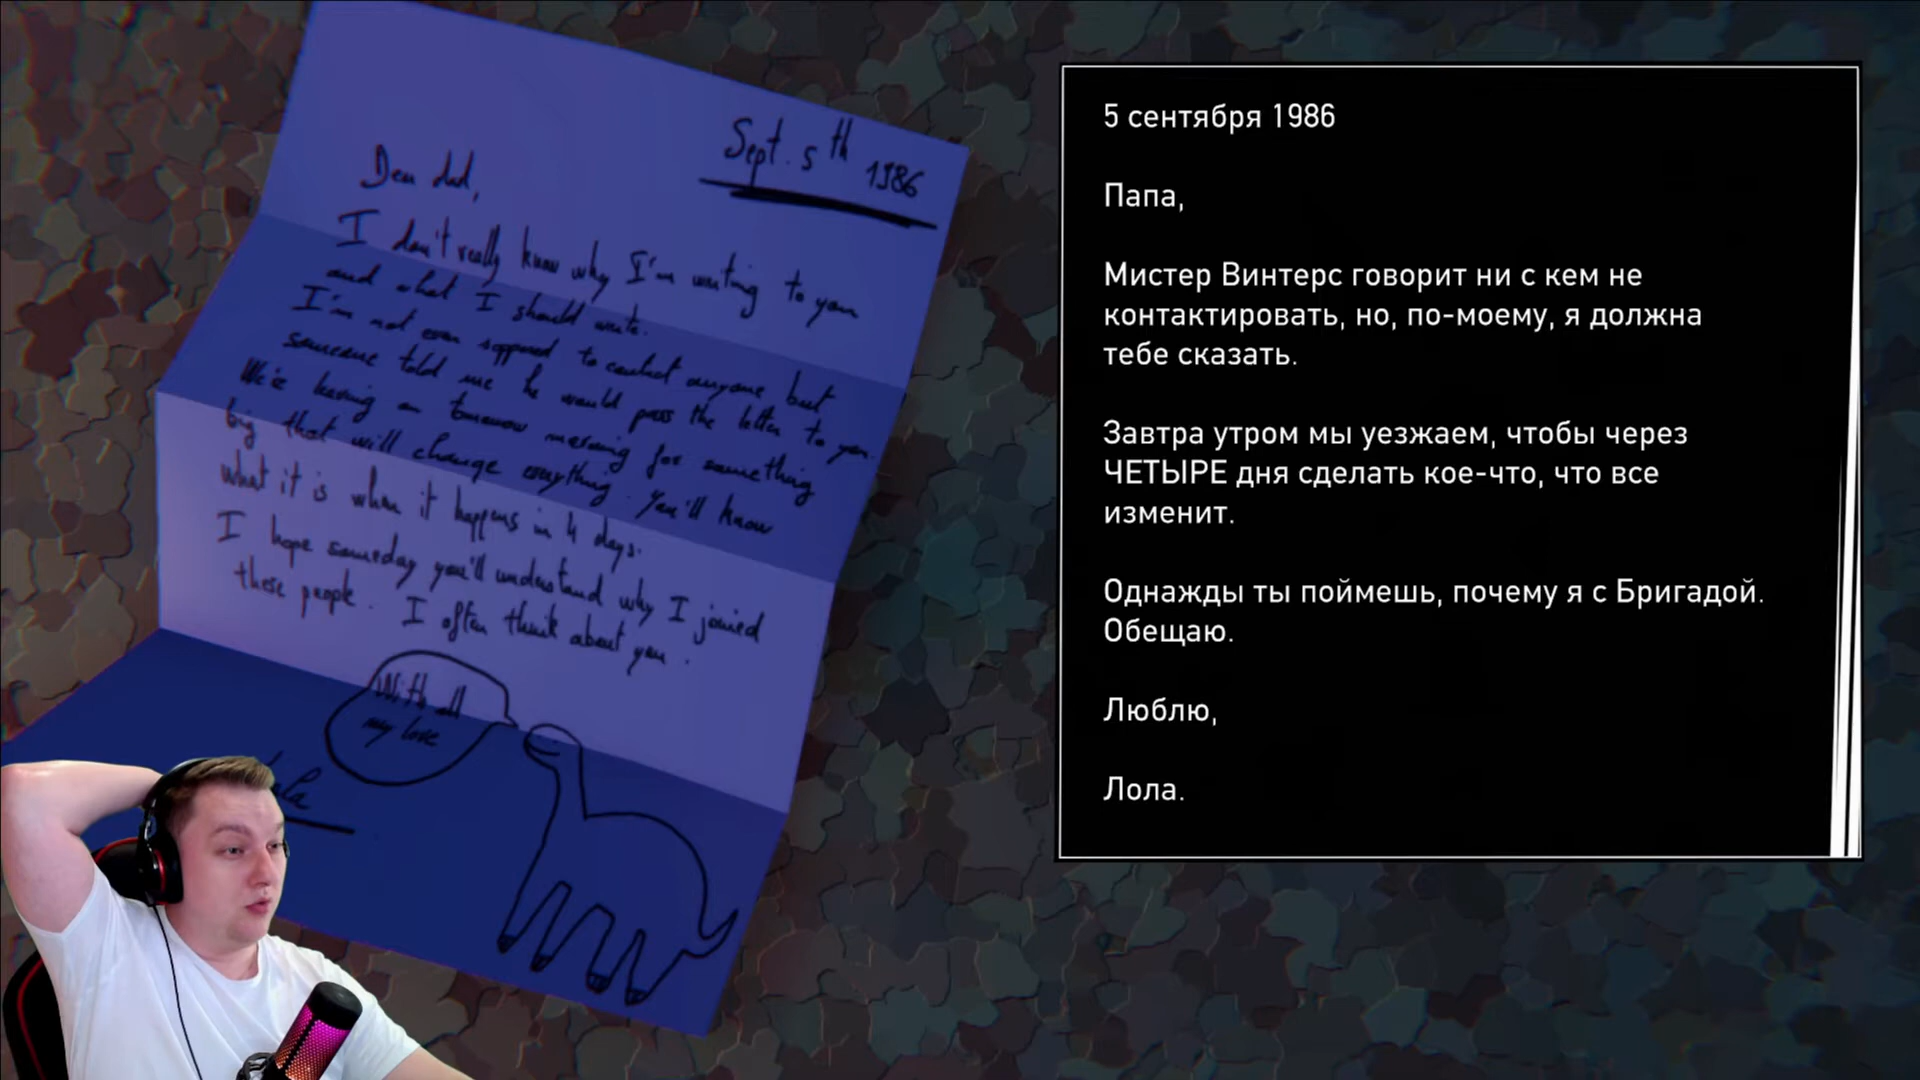 Sept. 5th 1986
Dear dad,
I don't really know why I'm writing to you
and what I should write.
I'm not even supposed to contact anyone but
someone told me he would pass the letter to you.
We're leaving on tomorrow morning for something
big that will change everything. You'll know
what it is when it happens in 4 days.
I hope someday you'll understand why I joined
these people. I often think about you.
With all
my love
5 сентября 1986
Папа,
Мистер Винтерс говорит ни с кем не
контактировать, но, по-моему, я должна
тебе сказать.
Завтра утром мы уезжаем, чтобы через
ЧЕТЫРЕ дня сделать кое-что, что все
изменит.
Однажды ты поймешь, почему я с Бригадой.
Обещаю.
Люблю,
Лола.